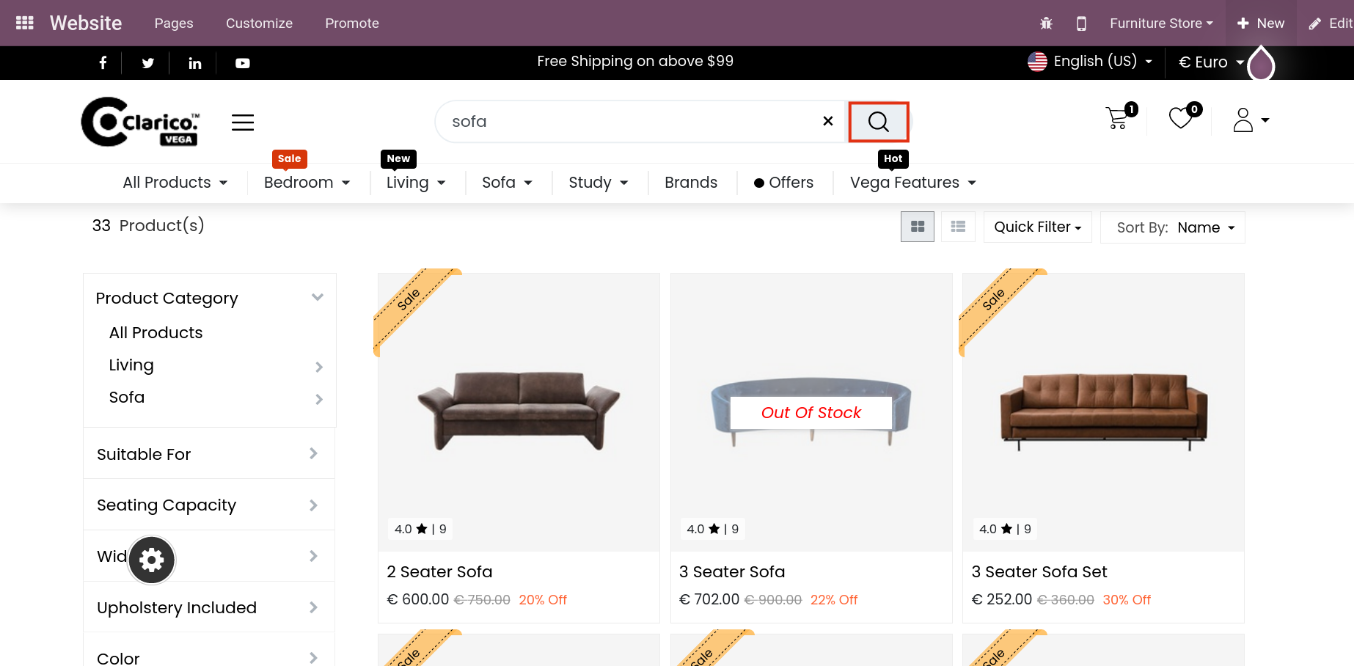 Website Pages Customize Promote Furniture Store New Edit
Free Shipping on above $99 English (US) € Euro
Clarico.™
VEGA
sofa
1
0
Sale New Hot
All Products Bedroom Living Sofa Study Brands Offers Vega Features
33 Product(s) Quick Filter Sort By: Name
Product Category
All Products
Living
Sofa
Suitable For
Seating Capacity
Wid
Upholstery Included
Color
Sale
4.0 ★ | 9
2 Seater Sofa
€ 600.00 € 750.00 20% Off
Out Of Stock
4.0 ★ | 9
3 Seater Sofa
€ 702.00 € 900.00 22% Off
Sale
4.0 ★ | 9
3 Seater Sofa Set
€ 252.00 € 360.00 30% Off
Sale
Sale
Sale